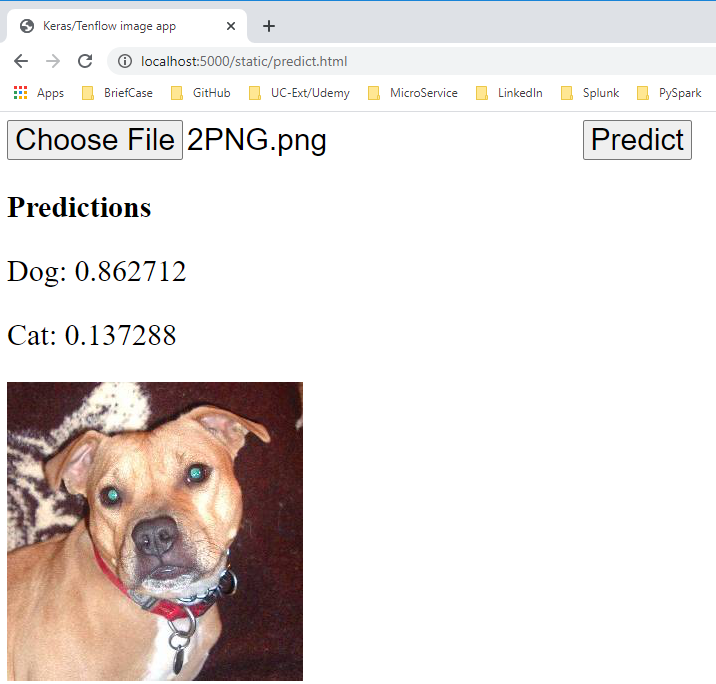 Keras/Tenflow image app
localhost:5000/static/predict.html
Apps BriefCase GitHub UC-Ext/Udemy MicroService LinkedIn Splunk PySpark
Choose File 2PNG.png Predict
Predictions
Dog: 0.862712
Cat: 0.137288